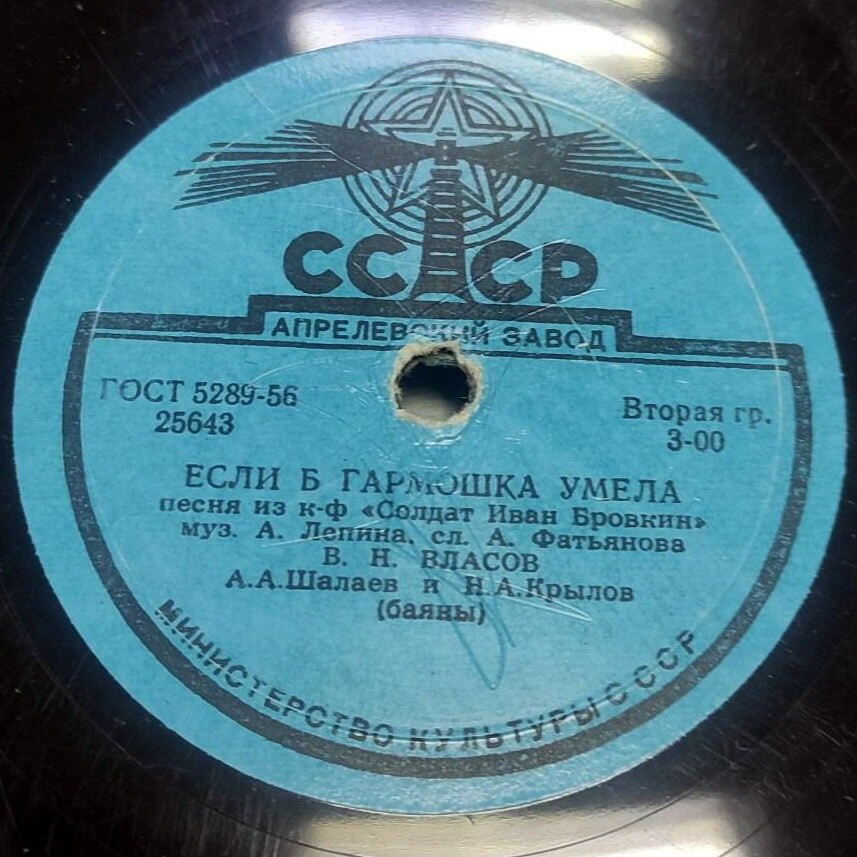 СССР
АПРЕЛЕВСКИЙ ЗАВОД
ГОСТ 5289-56
25643
Вторая гр.
3-00
ЕСЛИ Б ГАРМОШКА УМЕЛА
песня из к-ф «Солдат Иван Бровкин»
муз. А. Лепина, сл. А. Фатьянова
В. Н. ВЛАСОВ
А.А.Шалаев и Н.А.Крылов
(баяны)
МИНИСТЕРСТВО КУЛЬТУРЫ СССР